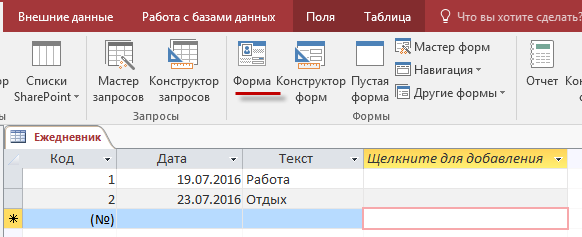 Внешние данные Работа с базами данных Поля Таблица Что вы хотите сделать?
Списки SharePoint
Мастер запросов
Конструктор запросов
Форма
Конструктор форм
Пустая форма
Мастер форм
Навигация
Другие формы
Отчет
Запросы
Формы
Ежедневник
Код Дата Текст Щелкните для добавления
1 19.07.2016 Работа
2 23.07.2016 Отдых
(№)